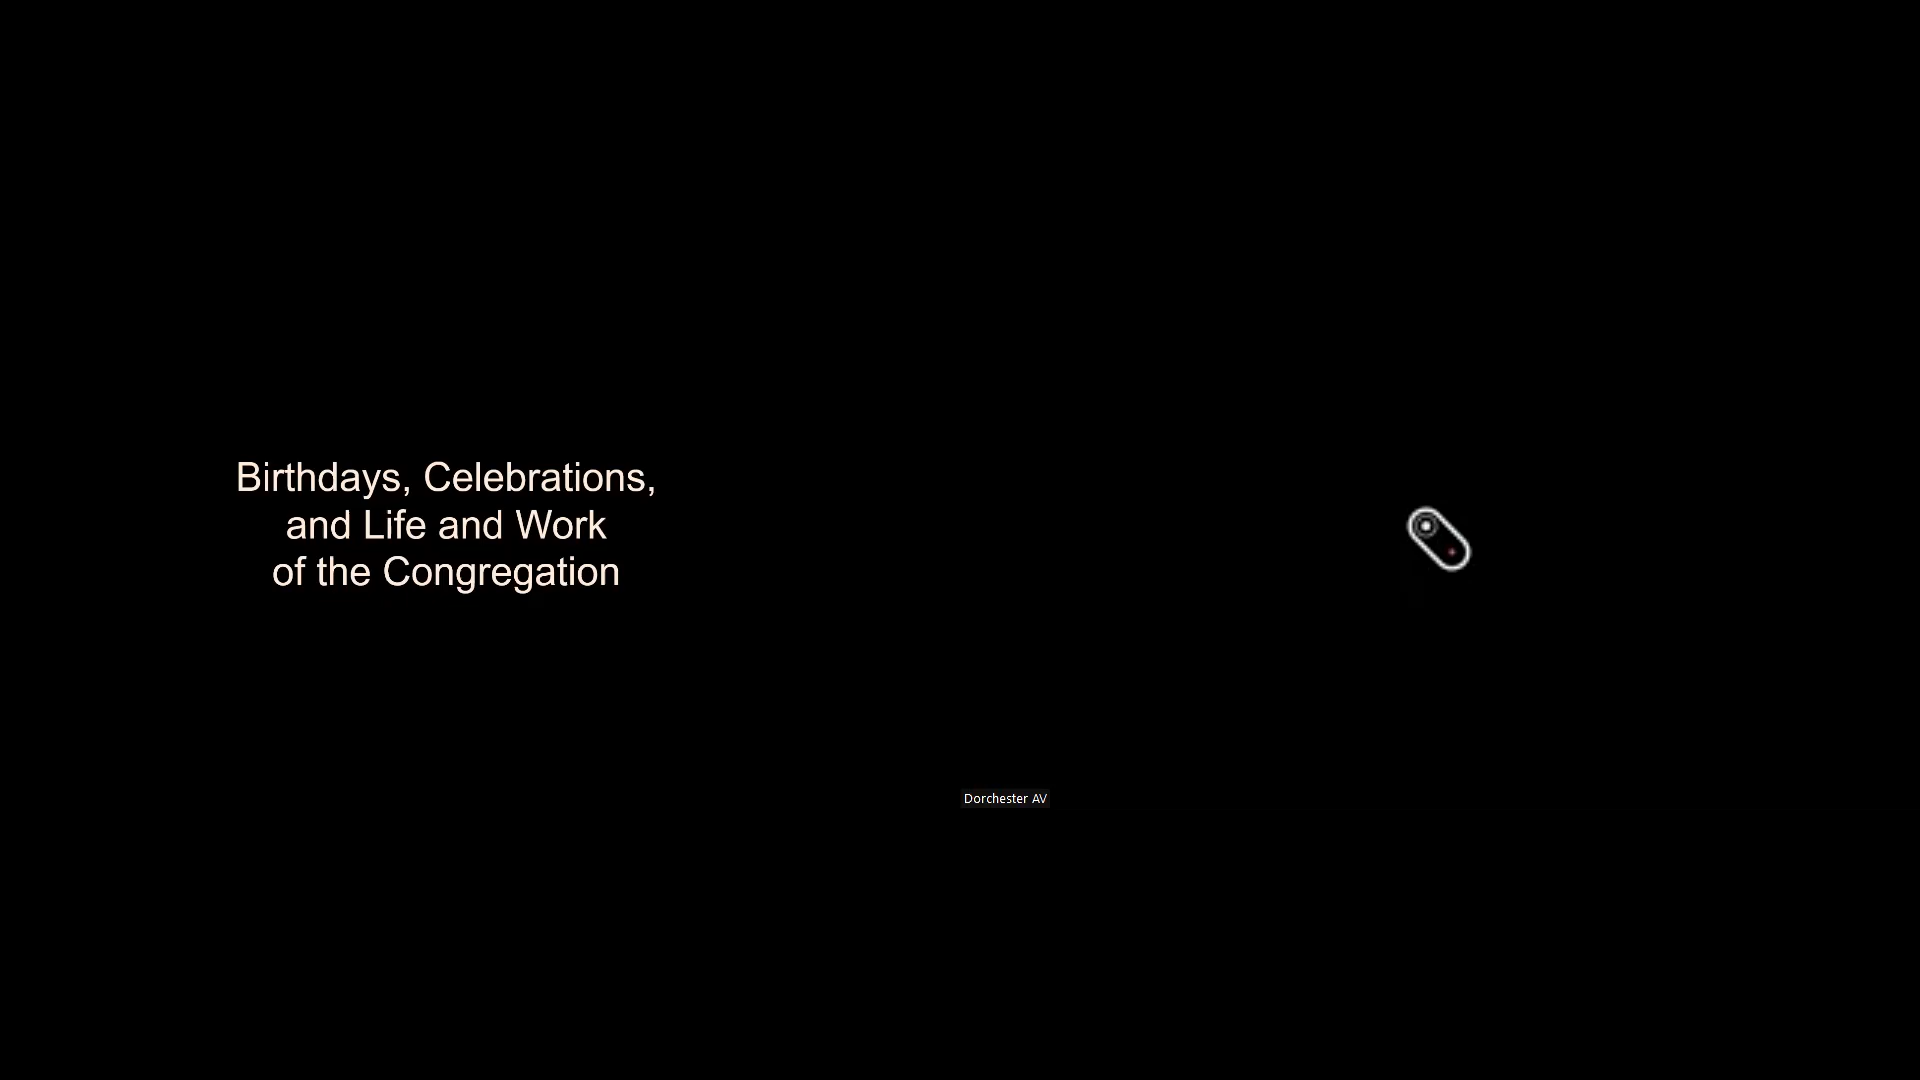 Birthdays, Celebrations,
and Life and Work
of the Congregation
Dorchester AV